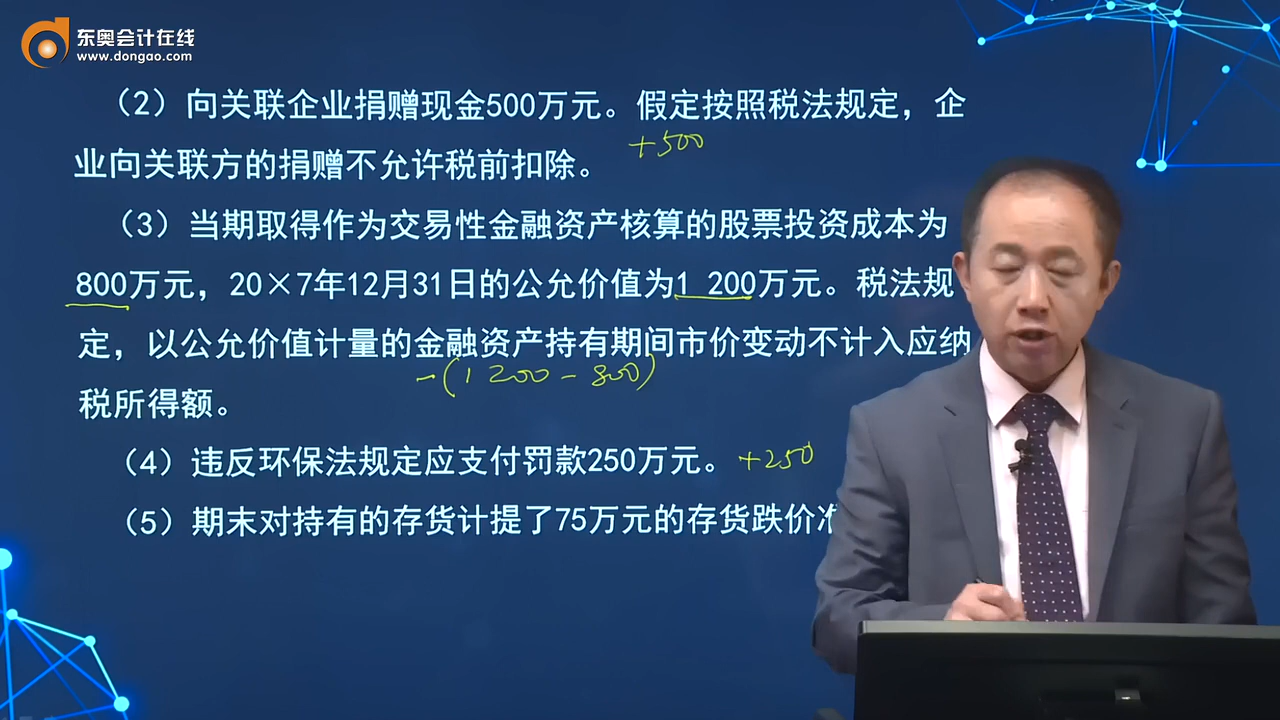 东奥会计在线
www.dongao.com
（2）向关联企业捐赠现金500万元。假定按照税法规定，企
+500
业向关联方的捐赠不允许税前扣除。
（3）当期取得作为交易性金融资产核算的股票投资成本为
800万元，20×7年12月31日的公允价值为1 200万元。税法规
定，以公允价值计量的金融资产持有期间市价变动不计入应纳
-(1 200-800)
税所得额。
（4）违反环保法规定应支付罚款250万元。 +250
（5）期末对持有的存货计提了75万元的存货跌价